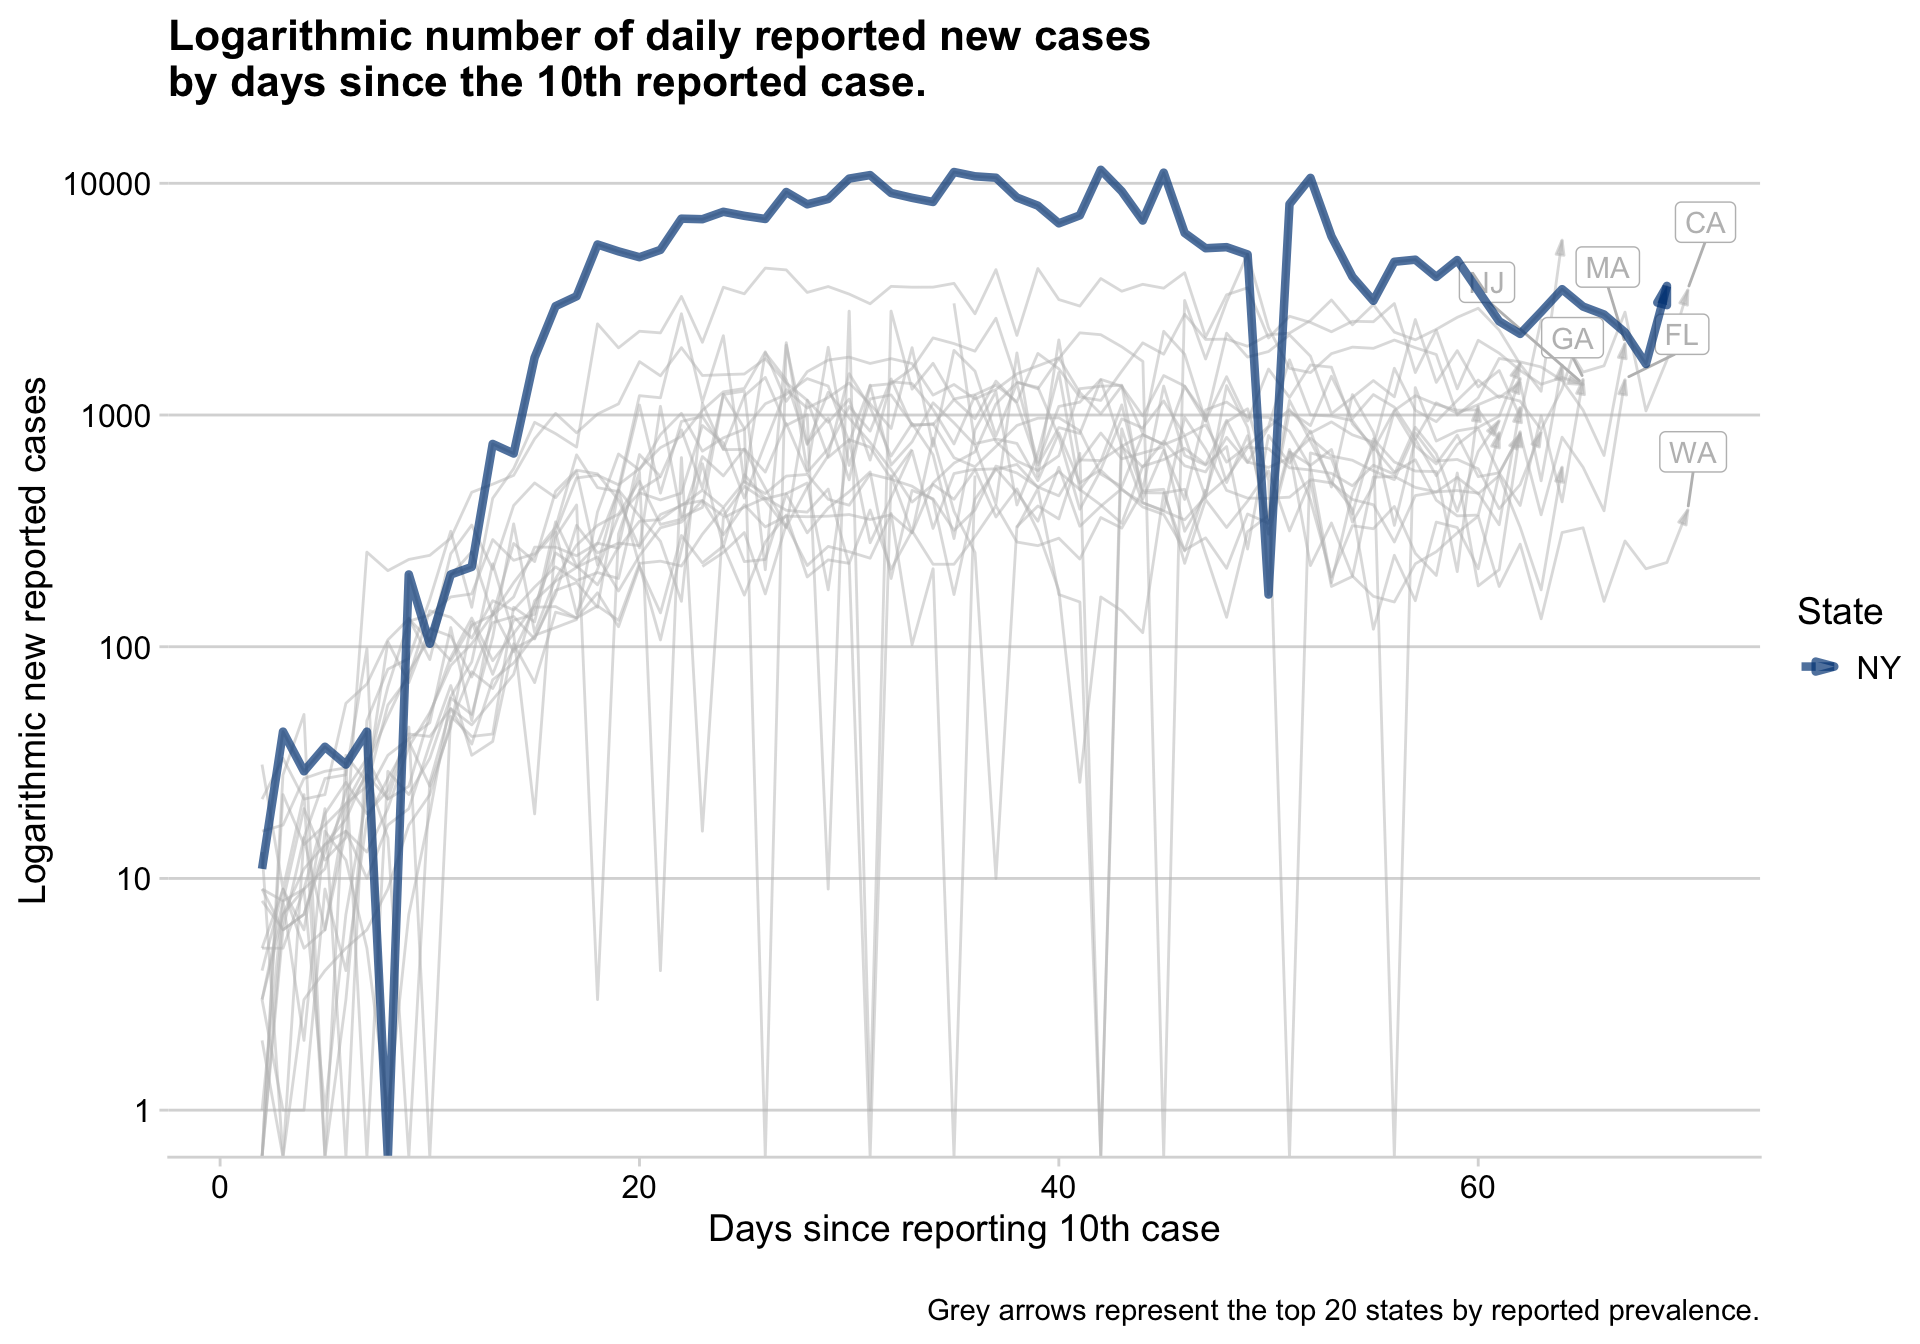 Logarithmic number of daily reported new cases
by days since the 10th reported case.
Logarithmic new reported cases
10000
1000
100
10
1
CA
MA
NJ
GA
FL
WA
State
NY
0
20
40
60
Days since reporting 10th case
Grey arrows represent the top 20 states by reported prevalence.